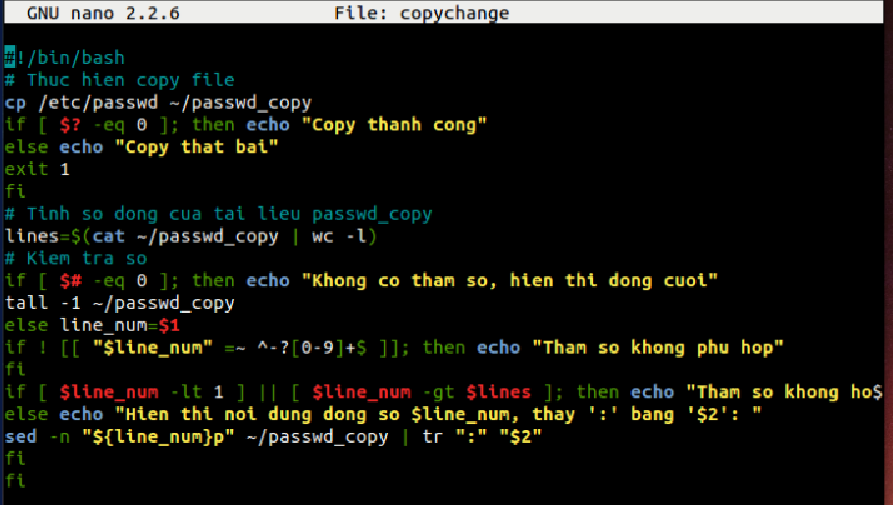 GNU nano 2.2.6 File: copychange
#!/bin/bash
# Thuc hien copy file
cp /etc/passwd ~/passwd_copy
if [ $? -eq 0 ]; then echo "Copy thanh cong"
else echo "Copy that bai"
exit 1
fi
# Tinh so dong cua tai lieu passwd_copy
lines=$(cat ~/passwd_copy | wc -l)
# Kiem tra so
if [ $# -eq 0 ]; then echo "Khong co tham so, hien thi dong cuoi"
tail -1 ~/passwd_copy
else line_num=$1
if ! [[ "$line_num" =~ ^-?[0-9]+$ ]]; then echo "Tham so khong phu hop"
fi
if [ $line_num -lt 1 ] || [ $line_num -gt $lines ]; then echo "Tham so khong ho$
else echo "Hien thi noi dung dong so $line_num, thay ':' bang '$2': "
sed -n "${line_num}p" ~/passwd_copy | tr ":" "$2"
fi
fi